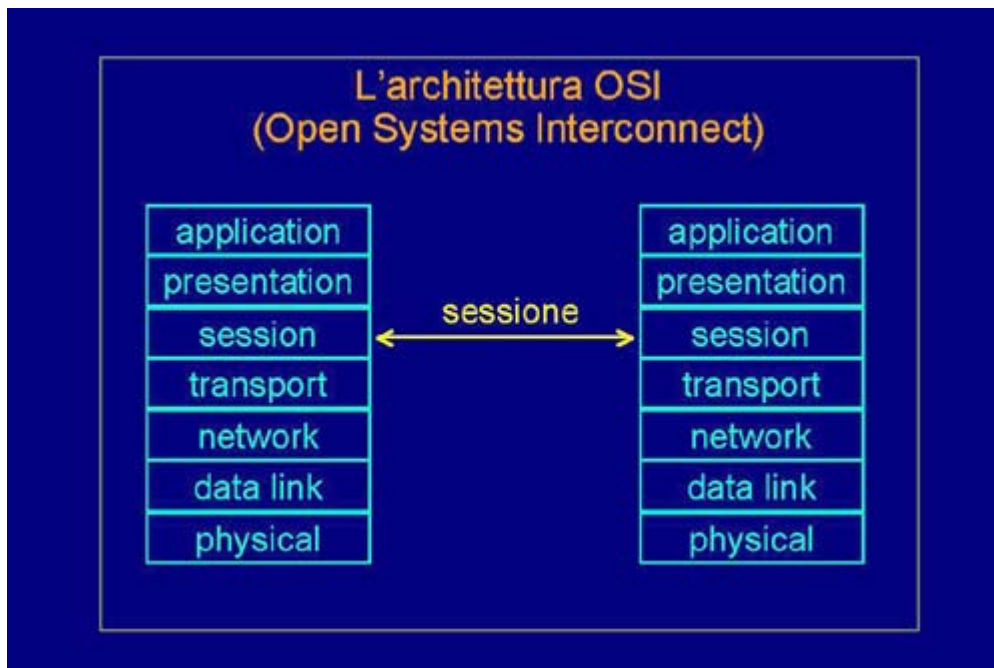 L'architettura OSI
(Open Systems Interconnect)
application
presentation
session
transport
network
data link
physical
sessione
application
presentation
session
transport
network
data link
physical